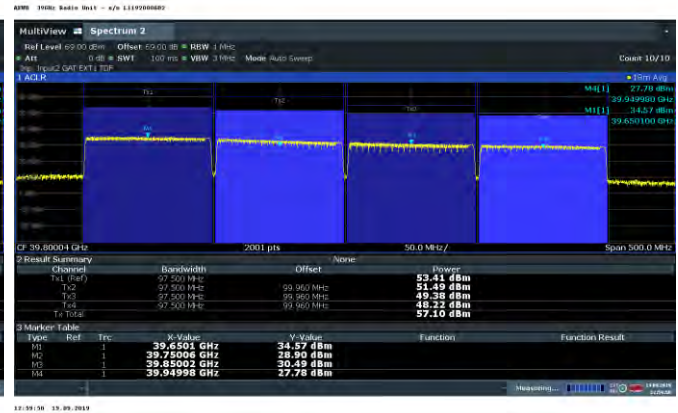 AEWS 39GHz Radio Unit - s/n L3192000602
MultiView Spectrum 2
Ref Level 69.00 dBm Offset 69.00 dB RBW 1 MHz
Att 0 dB SWT 100 ms VBW 3 MHz Mode Auto Sweep Count 10/10
1 ACLR
M4[1] 27.78 dBm
39.949980 GHz
M1[1] 34.57 dBm
39.650100 GHz
Tx1 Tx2 Tx3
CF 39.80004 GHz 2001 pts 50.0 MHz/ Span 500.0 MHz
2 Result Summary None
Channel Bandwidth Offset Power
Tx1 (Ref) 97.500 MHz 53.41 dBm
Tx2 97.500 MHz 99.960 MHz 51.49 dBm
Tx3 97.500 MHz 99.960 MHz 49.38 dBm
Tx4 97.500 MHz 99.960 MHz 48.22 dBm
Tx Total 57.10 dBm
3 Marker Table
Type Ref Trc X-Value Y-Value Function Function Result
M1 1 39.6501 GHz 34.57 dBm
M2 1 39.75006 GHz 28.90 dBm
M3 1 39.85002 GHz 30.49 dBm
M4 1 39.94998 GHz 27.78 dBm
Measuring...
12:59:50 19.09.2019